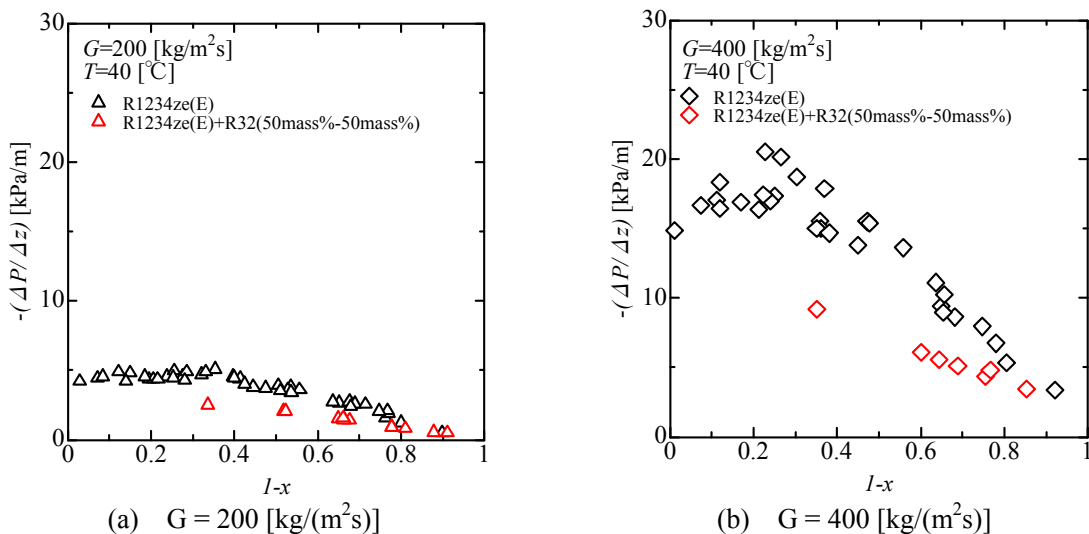 30
G=200 [kg/m²s]
T=40 [℃]
R1234ze(E)
R1234ze(E)+R32(50mass%-50mass%)
20
10
0
-(ΔP/Δz) [kPa/m]
0 0.2 0.4 0.6 0.8 1
1-x
(a) G = 200 [kg/(m²s)]
30
G=400 [kg/m²s]
T=40 [℃]
R1234ze(E)
R1234ze(E)+R32(50mass%-50mass%)
20
10
0
-(ΔP/Δz) [kPa/m]
0 0.2 0.4 0.6 0.8 1
1-x
(b) G = 400 [kg/(m²s)]